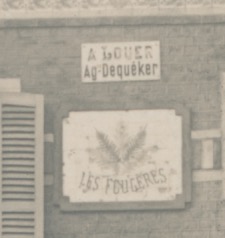 A LOUER
Ag-Dequéker
LES FOUGÈRES